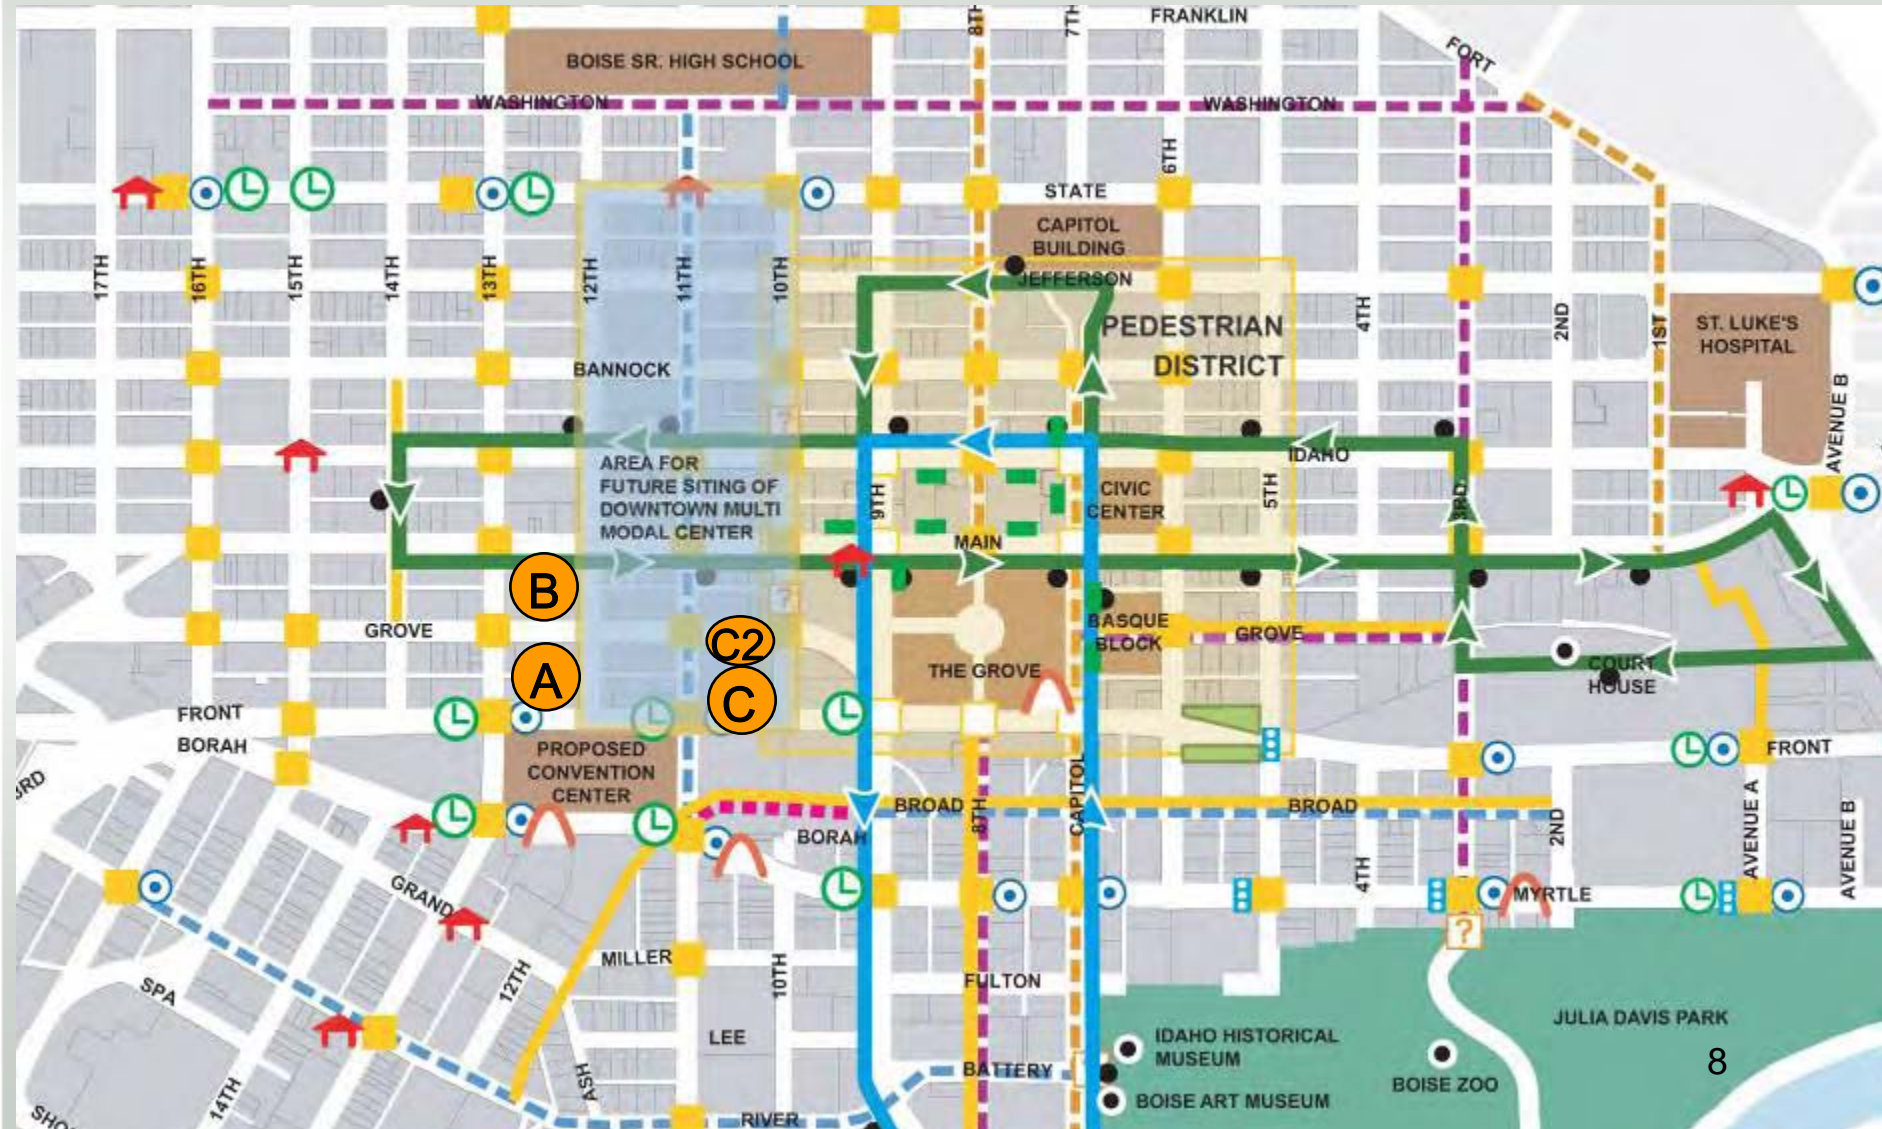 FRANKLIN
8TH
7TH
FORT
BOISE SR. HIGH SCHOOL
WASHINGTON
WASHINGTON
6TH
STATE
CAPITOL
BUILDING
JEFFERSON
17TH
16TH
15TH
14TH
13TH
12TH
11TH
10TH
4TH
2ND
1ST
PEDESTRIAN
DISTRICT
ST. LUKE'S
HOSPITAL
BANNOCK
AVENUE B
IDAHO
AREA FOR
FUTURE SITING OF
DOWNTOWN MULTI
MODAL CENTER
9TH
CIVIC
CENTER
5TH
3RD
MAIN
B
?
GROVE
C2
BASQUE
BLOCK
GROVE
A
C
THE GROVE
COURT
HOUSE
FRONT
BORAH
PROPOSED
CONVENTION
CENTER
FRONT
3RD
BROAD
8TH
CAPITOL
BROAD
2ND
AVENUE A
AVENUE B
BORAH
GRAND
4TH
MYRTLE
?
MILLER
12TH
10TH
FULTON
SPA
LEE
IDAHO HISTORICAL
MUSEUM
JULIA DAVIS PARK
8
BATTERY
BOISE ZOO
ASH
14TH
BOISE ART MUSEUM
RIVER